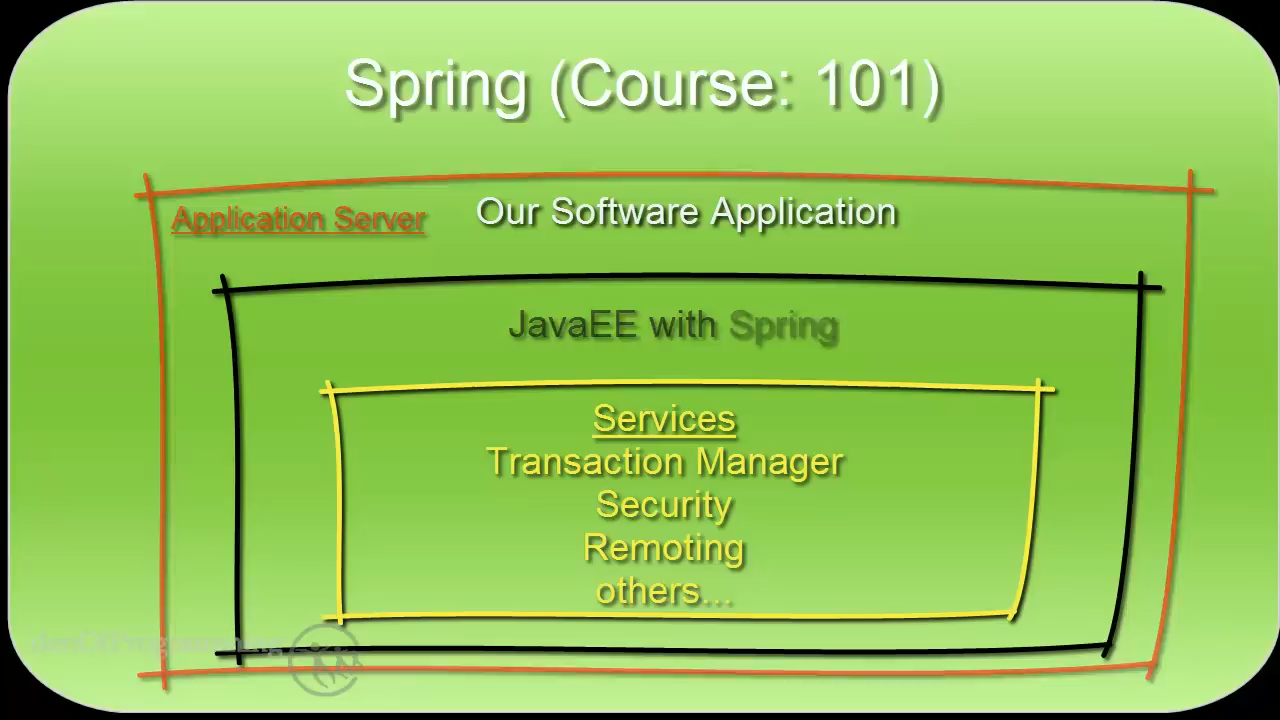 Spring (Course: 101)
Application Server
Our Software Application
JavaEE with Spring
Services
Transaction Manager
Security
Remoting
others...